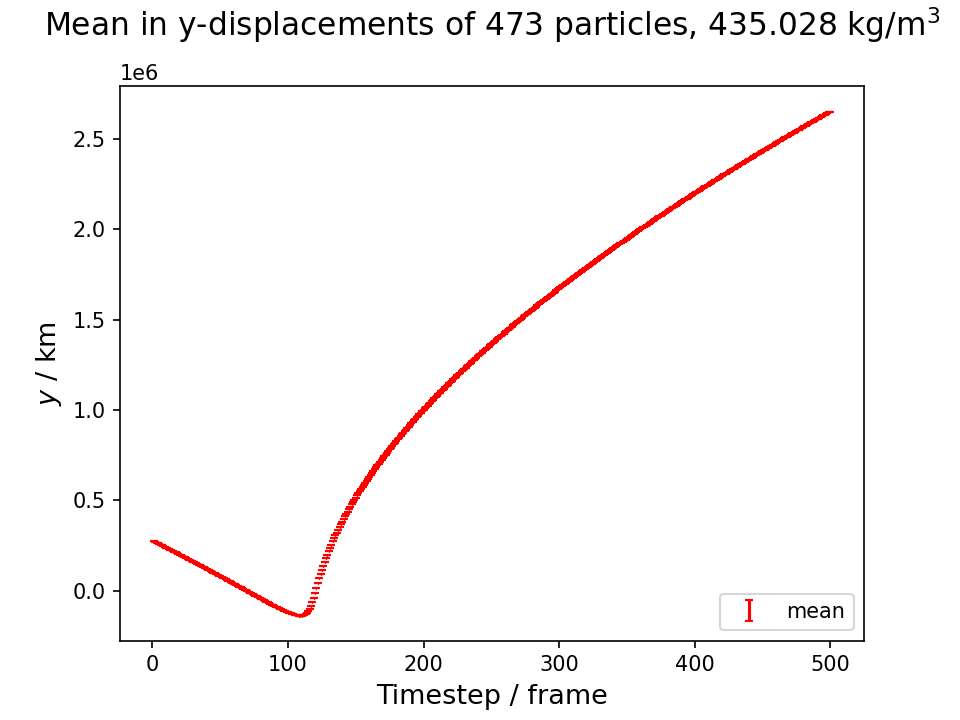 Mean in y-displacements of 473 particles, 435.028 kg/m³
1e6
2.5
2.0
1.5
1.0
0.5
0.0
y / km
0 100 200 300 400 500
Timestep / frame
mean